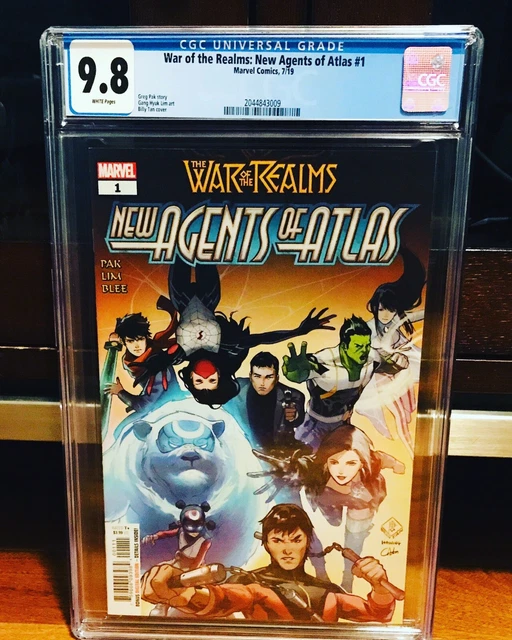 CGC UNIVERSAL GRADE
9.8
WHITE Pages
War of the Realms: New Agents of Atlas #1
Marvel Comics, 7/19
Greg Pak story
Gang Hyuk Lim art
Billy Tan cover
2044843009
CGC
MARVEL
1
THE WAR OF THE REALMS
NEW AGENTS OF ATLAS
PAK
LIM
BLEE
S